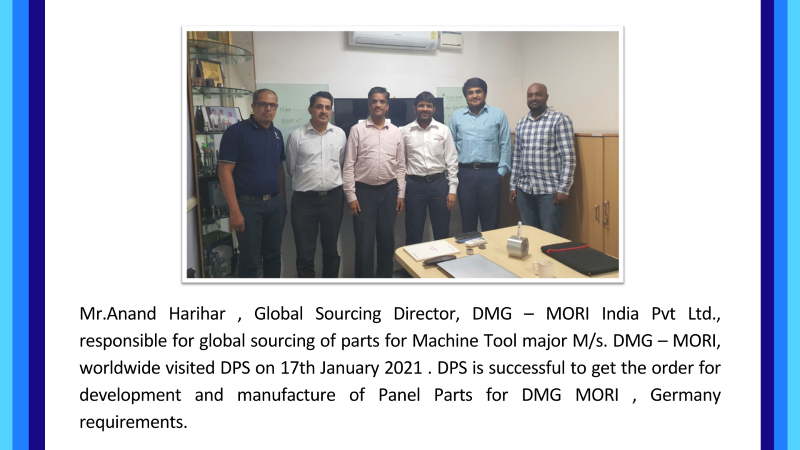 Mr.Anand Harihar , Global Sourcing Director, DMG – MORI India Pvt Ltd.,
responsible for global sourcing of parts for Machine Tool major M/s. DMG – MORI,
worldwide visited DPS on 17th January 2021 . DPS is successful to get the order for
development and manufacture of Panel Parts for DMG MORI , Germany
requirements.